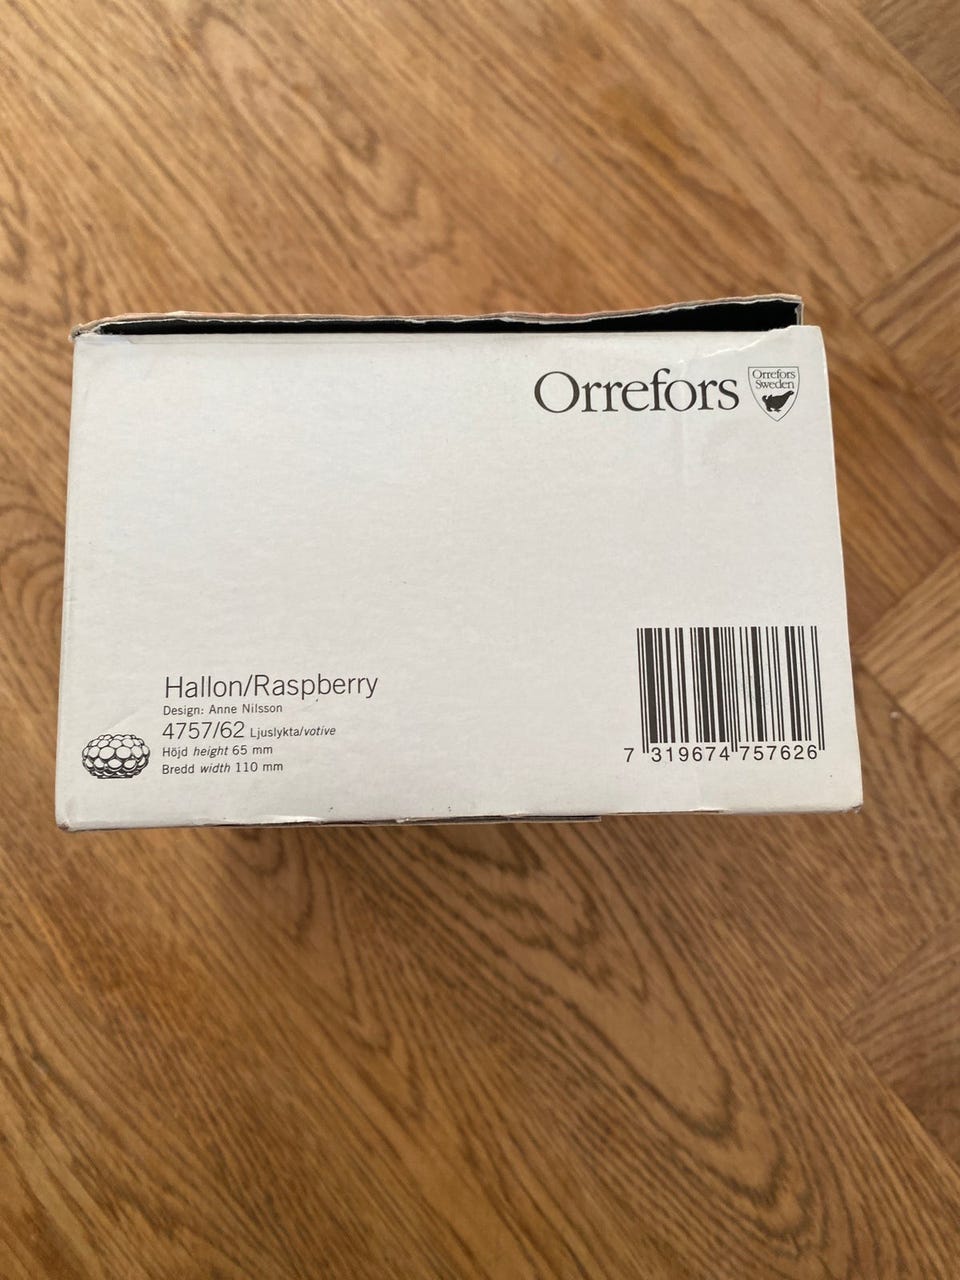 Orrefors
Orrefors
Sweden
Hallon/Raspberry
Design: Anne Nilsson
4757/62 Ljuslykta/votive
Höjd height 65 mm
Bredd width 110 mm
7 319674 757626